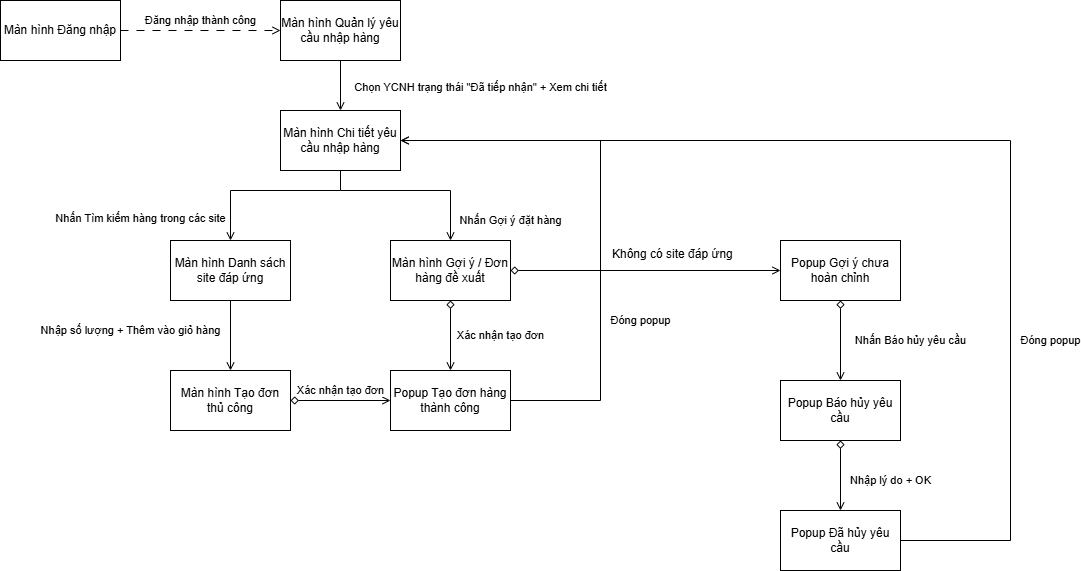 Màn hình Đăng nhập
Đăng nhập thành công
Màn hình Quản lý yêu
cầu nhập hàng
Chọn YCNH trạng thái "Đã tiếp nhận" + Xem chi tiết
Màn hình Chi tiết yêu
cầu nhập hàng
Nhấn Tìm kiếm hàng trong các site
Nhấn Gợi ý đặt hàng
Màn hình Danh sách
site đáp ứng
Màn hình Gợi ý / Đơn
hàng đề xuất
Không có site đáp ứng
Popup Gợi ý chưa
hoàn chỉnh
Nhập số lượng + Thêm vào giỏ hàng
Xác nhận tạo đơn
Đóng popup
Nhấn Báo hủy yêu cầu
Đóng popup
Màn hình Tạo đơn
thủ công
Xác nhận tạo đơn
Popup Tạo đơn hàng
thành công
Popup Báo hủy yêu
cầu
Nhập lý do + OK
Popup Đã hủy yêu
cầu